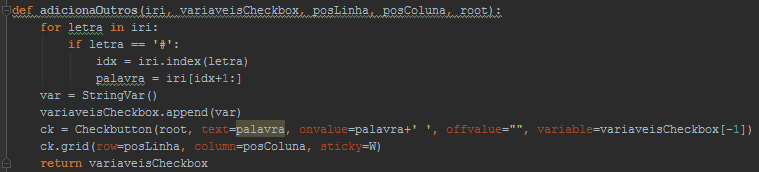 def adicionaOutros(iri, variaveisCheckbox, posLinha, posColuna, root):
    for letra in iri:
        if letra == '#':
            idx = iri.index(letra)
            palavra = iri[idx+1:]
    var = StringVar()
    variaveisCheckbox.append(var)
    ck = Checkbutton(root, text=palavra, onvalue=palavra+' ', offvalue="", variable=variaveisCheckbox[-1])
    ck.grid(row=posLinha, column=posColuna, sticky=W)
    return variaveisCheckbox